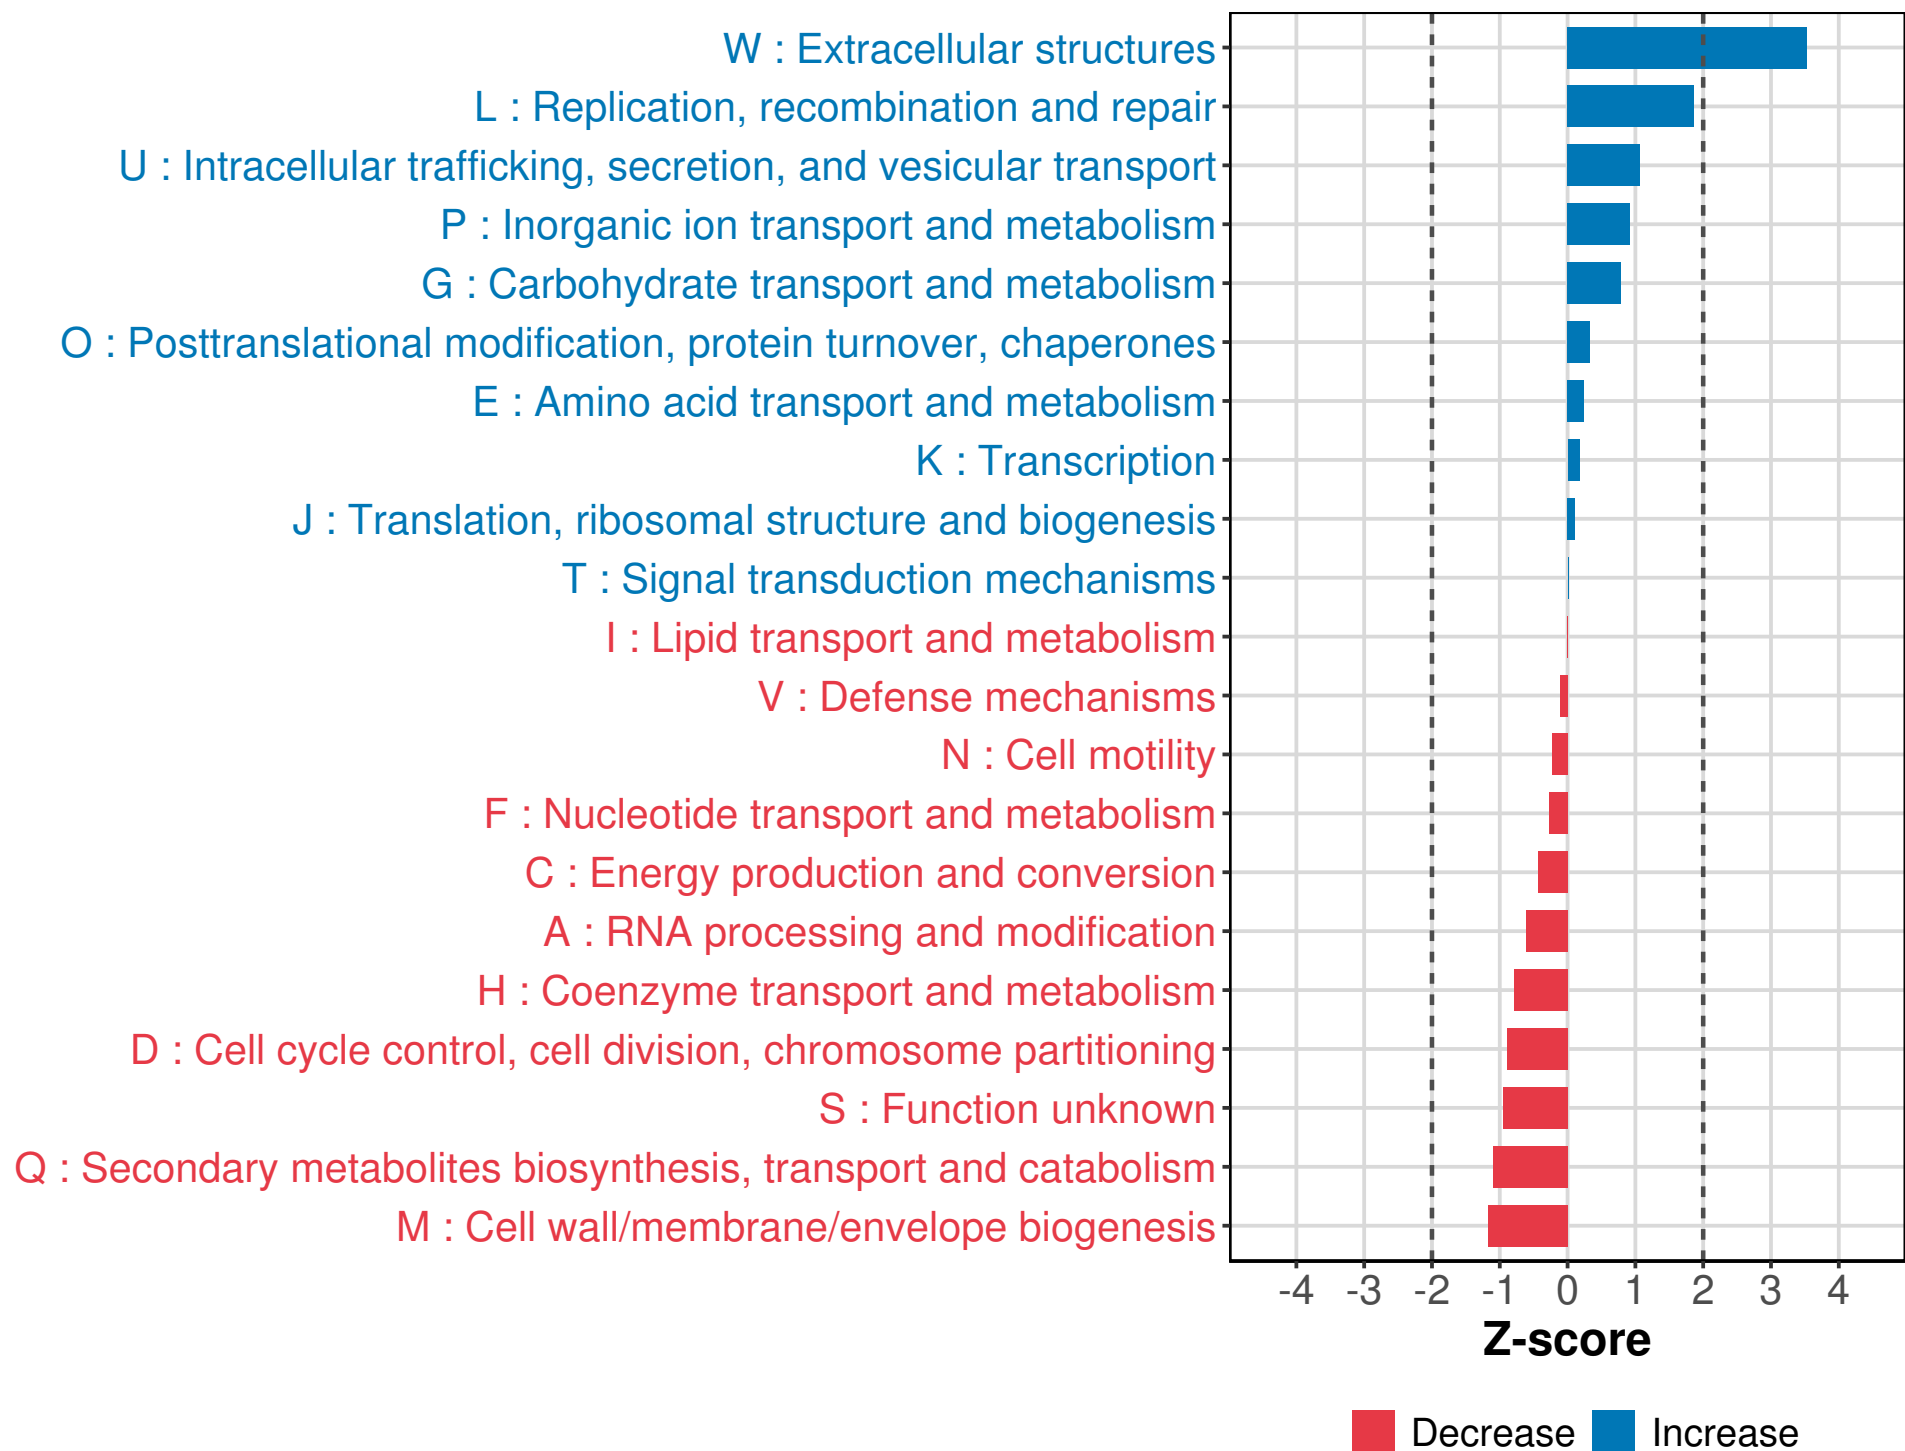 W : Extracellular structures
L : Replication, recombination and repair
U : Intracellular trafficking, secretion, and vesicular transport
P : Inorganic ion transport and metabolism
G : Carbohydrate transport and metabolism
O : Posttranslational modification, protein turnover, chaperones
E : Amino acid transport and metabolism
K : Transcription
J : Translation, ribosomal structure and biogenesis
T : Signal transduction mechanisms
I : Lipid transport and metabolism
V : Defense mechanisms
N : Cell motility
F : Nucleotide transport and metabolism
C : Energy production and conversion
A : RNA processing and modification
H : Coenzyme transport and metabolism
D : Cell cycle control, cell division, chromosome partitioning
S : Function unknown
Q : Secondary metabolites biosynthesis, transport and catabolism
M : Cell wall/membrane/envelope biogenesis
-4 -3 -2 -1 0 1 2 3 4
Z-score
Decrease Increase